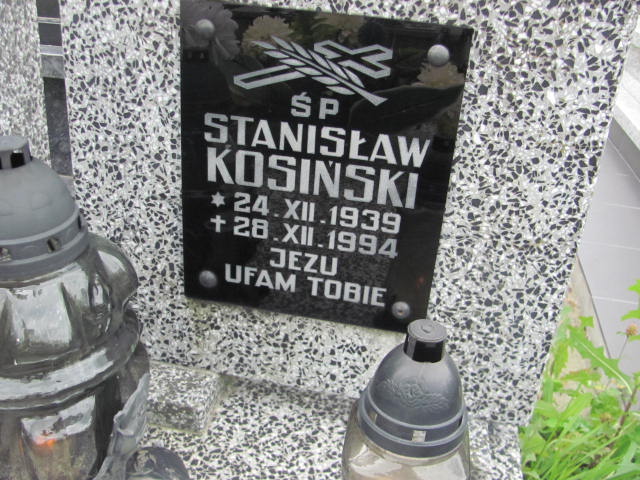 ŚP
STANISŁAW
KOSIŃSKI
✶ 24.XII.1939
✝ 28.XII.1994
JEZU
UFAM TOBIE